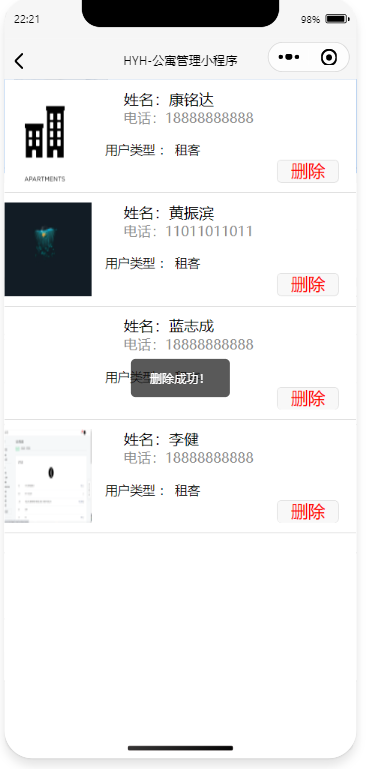 22:21
98%
HYH-公寓管理小程序
姓名：康铭达
电话：18888888888
APARTMENTS
用户类型 ： 租客
删除
姓名：黄振滨
电话：11011011011
用户类型 ： 租客
删除
姓名：蓝志成
电话：18888888888
删除成功!
用户类型 ： 租客
删除
姓名：李健
电话：18888888888
用户类型 ： 租客
删除